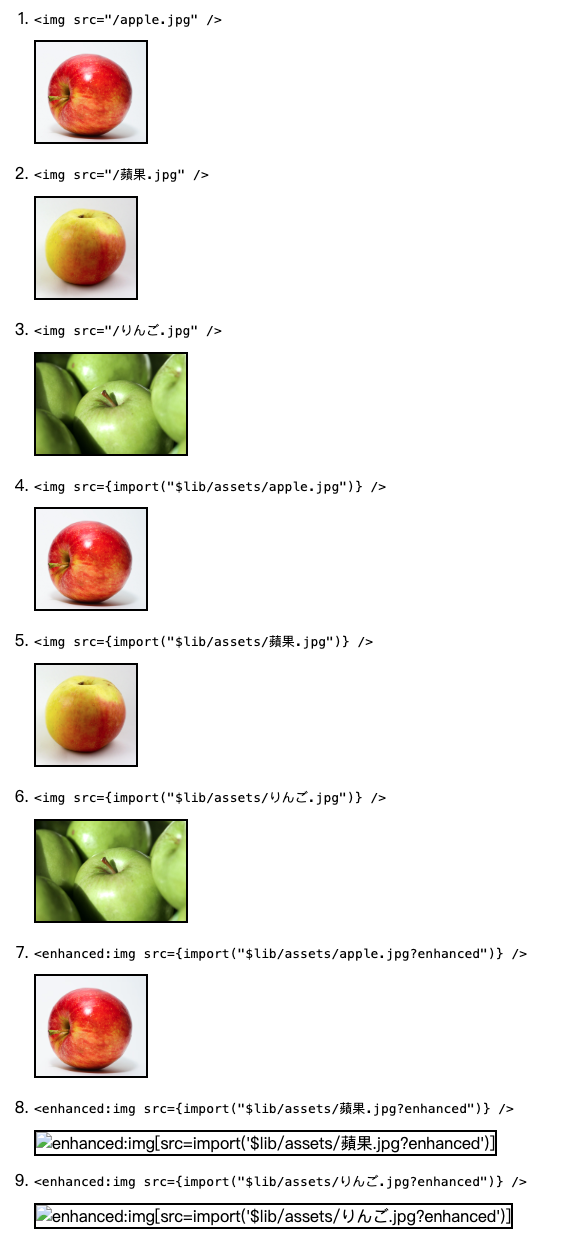 1. <img src="/apple.jpg" />
2. <img src="/蘋果.jpg" />
3. <img src="/りんご.jpg" />
4. <img src={import("$lib/assets/apple.jpg")} />
5. <img src={import("$lib/assets/蘋果.jpg")} />
6. <img src={import("$lib/assets/りんご.jpg")} />
7. <enhanced:img src={import("$lib/assets/apple.jpg?enhanced")} />
8. <enhanced:img src={import("$lib/assets/蘋果.jpg?enhanced")} />
enhanced:img[src=import('$lib/assets/蘋果.jpg?enhanced')]
9. <enhanced:img src={import("$lib/assets/りんご.jpg?enhanced")} />
enhanced:img[src=import('$lib/assets/りんご.jpg?enhanced')]